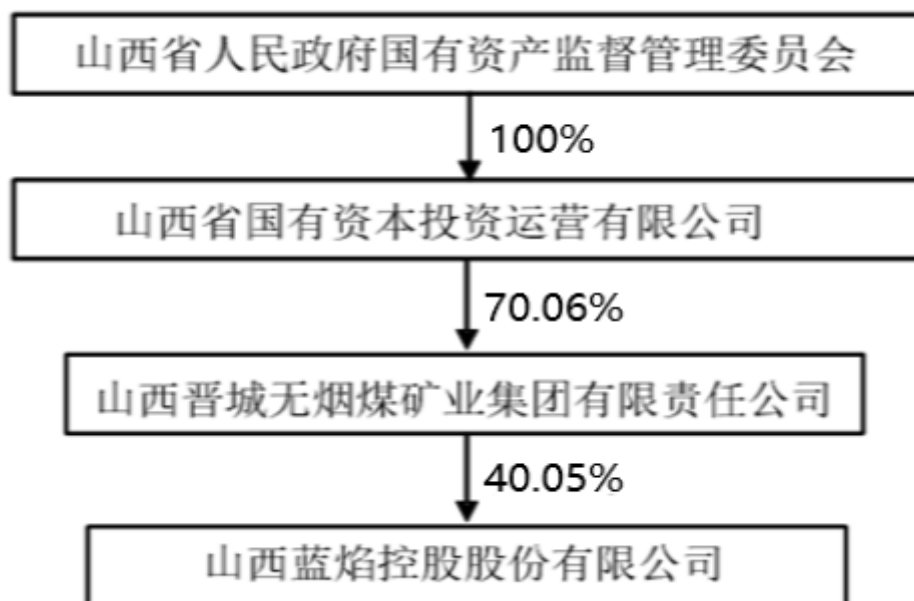 山西省人民政府国有资产监督管理委员会
100%
山西省国有资本投资运营有限公司
70.06%
山西晋城无烟煤矿业集团有限责任公司
40.05%
山西蓝焰控股股份有限公司